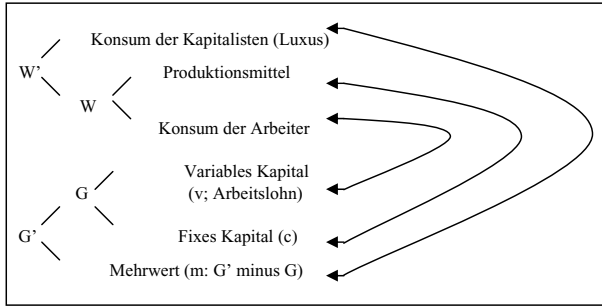 Konsum der Kapitalisten (Luxus)
W’
Produktionsmittel
W
Konsum der Arbeiter
Variables Kapital
G
(v; Arbeitslohn)
G’
Fixes Kapital (c)
Mehrwert (m: G’ minus G)